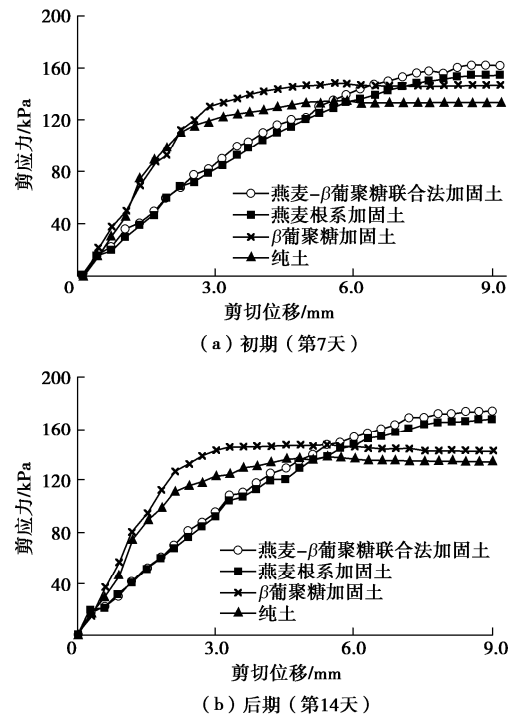 200
160
120
80
40
0
剪应力/kPa
燕麦-β葡聚糖联合法加固土
燕麦根系加固土
β葡聚糖加固土
纯土
3.0
6.0
9.0
剪切位移/mm
(a) 初期（第7天）
200
160
120
80
40
0
剪应力/kPa
燕麦-β葡聚糖联合法加固土
燕麦根系加固土
β葡聚糖加固土
纯土
3.0
6.0
9.0
剪切位移/mm
(b) 后期（第14天）